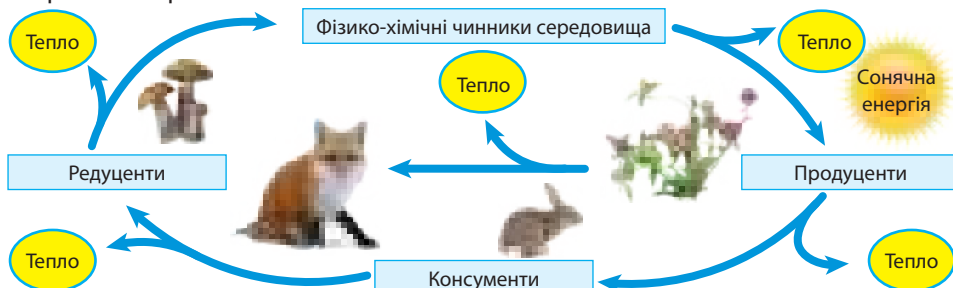 Тепло
Фізико-хімічні чинники середовища
Тепло
Тепло
Сонячна
енергія
Редуценти
Продуценти
Тепло
Консументи
Тепло